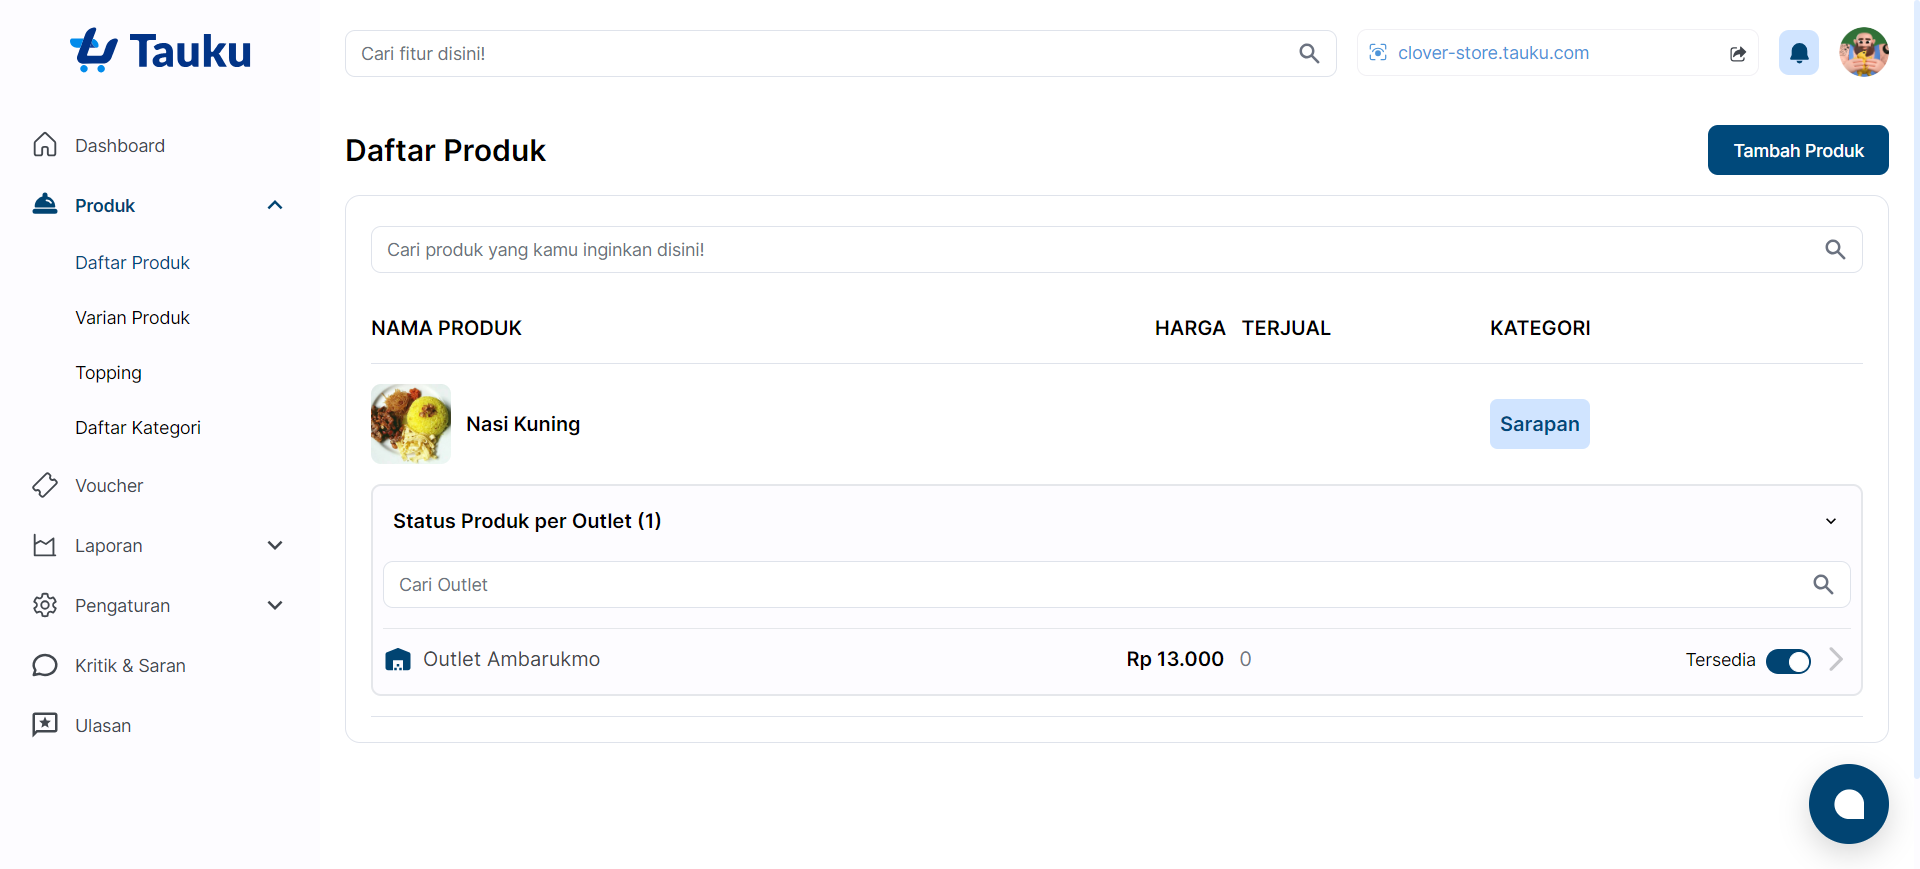 Tauku
Cari fitur disini!
clover-store.tauku.com
Dashboard
Produk
Daftar Produk
Varian Produk
Topping
Daftar Kategori
Voucher
Laporan
Pengaturan
Kritik & Saran
Ulasan
Daftar Produk
Tambah Produk
Cari produk yang kamu inginkan disini!
NAMA PRODUK HARGA TERJUAL KATEGORI
Nasi Kuning Sarapan
Status Produk per Outlet (1)
Cari Outlet
Outlet Ambarukmo Rp 13.000 0 Tersedia